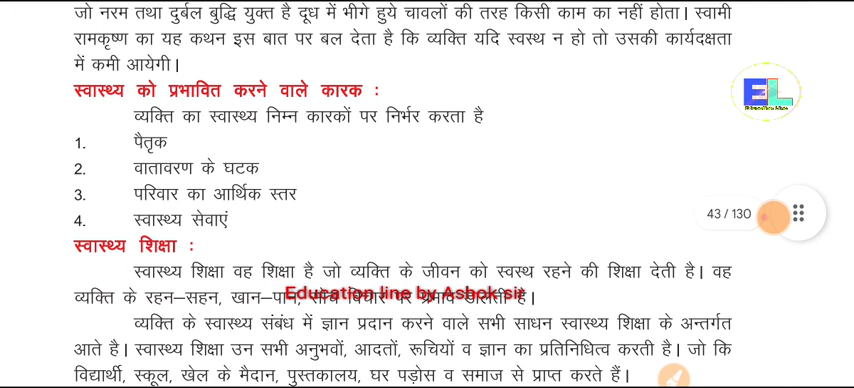 जो नरम तथा दुर्बल बुद्धि युक्त है दूध में भीगे हुये चावलों की तरह किसी काम का नहीं होता। स्वामी
रामकृष्ण का यह कथन इस बात पर बल देता है कि व्यक्ति यदि स्वस्थ न हो तो उसकी कार्यदक्षता
में कमी आयेगी।
स्वास्थ्य को प्रभावित करने वाले कारक :
EL
Education line
व्यक्ति का स्वास्थ्य निम्न कारकों पर निर्भर करता है
1. पैतृक
2. वातावरण के घटक
3. परिवार का आर्थिक स्तर
43 / 130
4. स्वास्थ्य सेवाएं
स्वास्थ्य शिक्षा :
स्वास्थ्य शिक्षा वह शिक्षा है जो व्यक्ति के जीवन को स्वस्थ रहने की शिक्षा देती है। वह
व्यक्ति के रहन–सहन, खान–पान, सोच विचार पर प्रभाव डालती है।
Education line by Ashok sir
व्यक्ति के स्वास्थ्य संबंध में ज्ञान प्रदान करने वाले सभी साधन स्वास्थ्य शिक्षा के अन्तर्गत
आते है। स्वास्थ्य शिक्षा उन सभी अनुभवों, आदतों, रूचियों व ज्ञान का प्रतिनिधित्व करती है। जो कि
विद्यार्थी, स्कूल, खेल के मैदान, पुस्तकालय, घर पड़ोस व समाज से प्राप्त करते हैं।